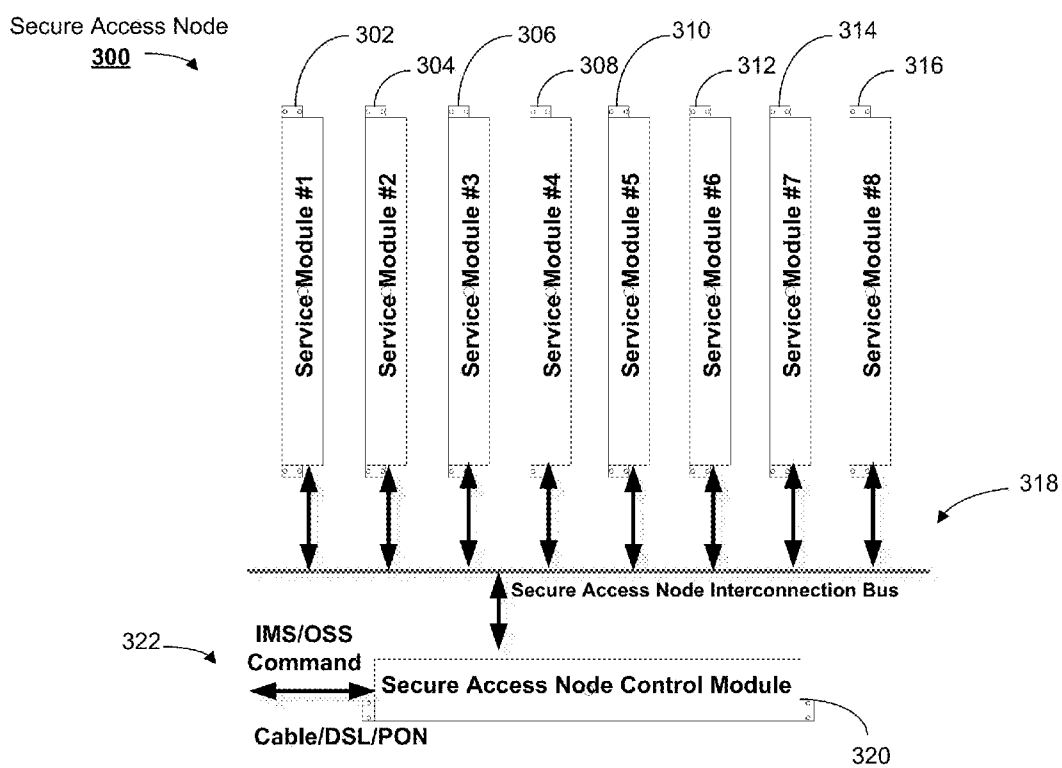 Secure Access Node
300
302
304
306
308
310
312
314
316
Service Module #1
Service Module #2
Service Module #3
Service Module #4
Service Module #5
Service Module #6
Service Module #7
Service Module #8
318
Secure Access Node Interconnection Bus
322
IMS/OSS
Command
Secure Access Node Control Module
Cable/DSL/PON
320